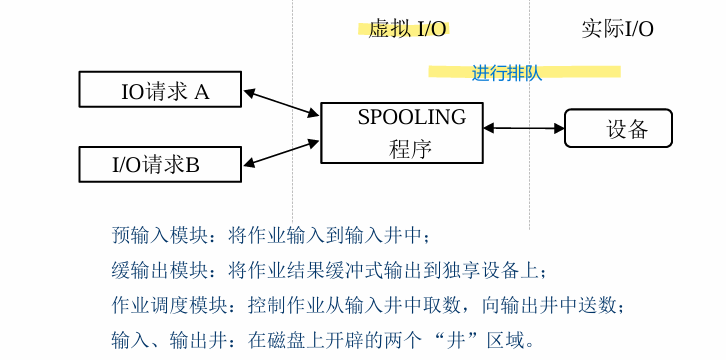 虚拟 I/O
实际I/O
进行排队
IO请求 A
SPOOLING
程序
设备
I/O请求B
预输入模块：将作业输入到输入井中；
缓输出模块：将作业结果缓冲式输出到独享设备上；
作业调度模块：控制作业从输入井中取数，向输出井中送数；
输入、输出井：在磁盘上开辟的两个 “井”区域。